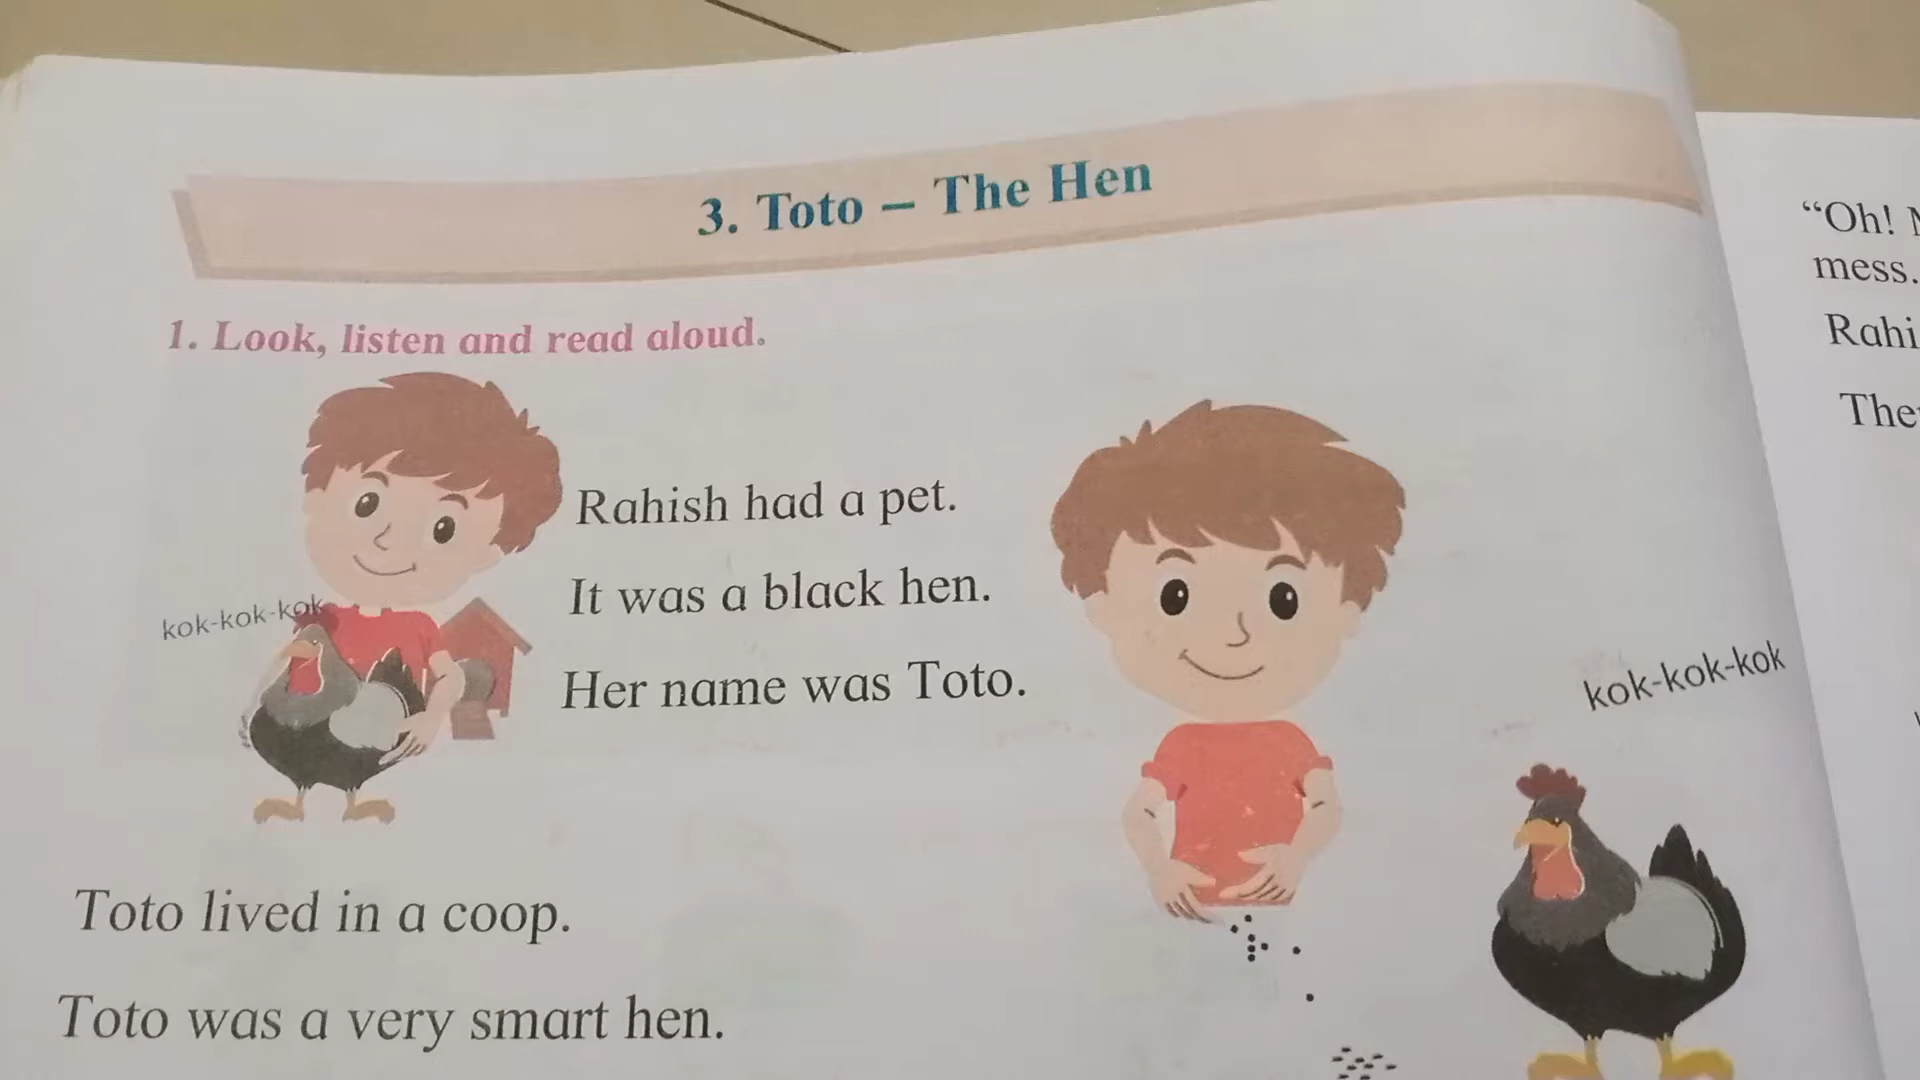 3. Toto – The Hen
1. Look, listen and read aloud.
Rahish had a pet.
kok-kok-kok
It was a black hen.
Her name was Toto.
kok-kok-kok
Toto lived in a coop.
Toto was a very smart hen.
“Oh!
mess.